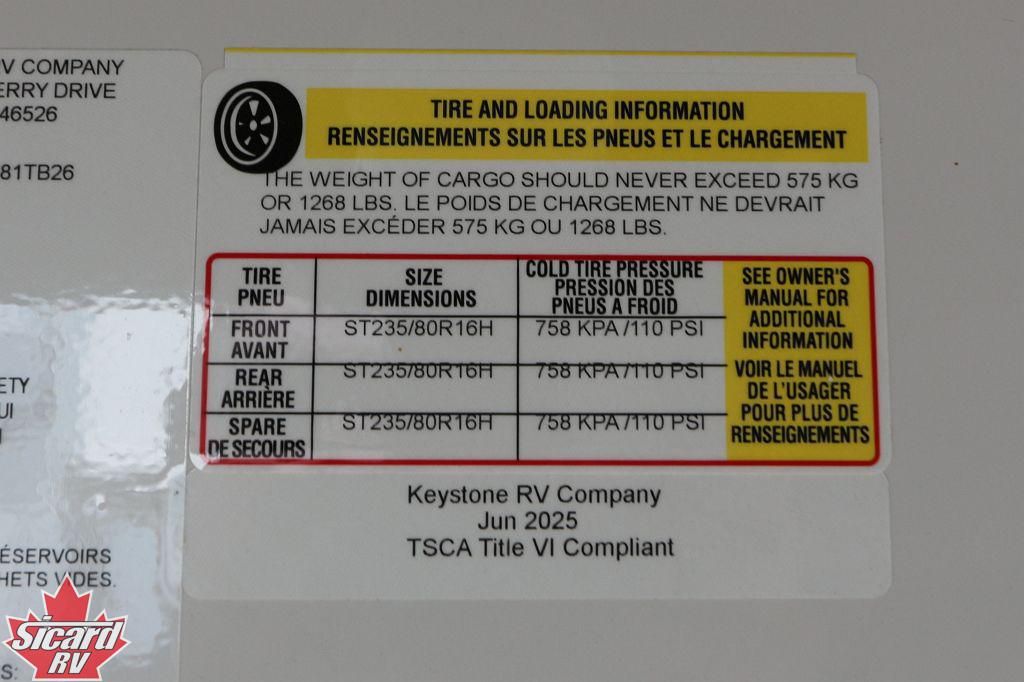 RV COMPANY
ERRY DRIVE
46526
81TB26
ETY
UI
ÉSERVOIRS
HETS VIDES.
S:
TIRE AND LOADING INFORMATION
RENSEIGNEMENTS SUR LES PNEUS ET LE CHARGEMENT
THE WEIGHT OF CARGO SHOULD NEVER EXCEED 575 KG
OR 1268 LBS. LE POIDS DE CHARGEMENT NE DEVRAIT
JAMAIS EXCÉDER 575 KG OU 1268 LBS.
TIRE
PNEU
SIZE
DIMENSIONS
COLD TIRE PRESSURE
PRESSION DES
PNEUS A FROID
FRONT
AVANT
ST235/80R16H
758 KPA /110 PSI
REAR
ARRIÈRE
ST235/80R16H
758 KPA /110 PSI
SPARE
DE SECOURS
ST235/80R16H
758 KPA /110 PSI
SEE OWNER'S
MANUAL FOR
ADDITIONAL
INFORMATION
VOIR LE MANUEL
DE L'USAGER
POUR PLUS DE
RENSEIGNEMENTS
Keystone RV Company
Jun 2025
TSCA Title VI Compliant
Sicard
RV